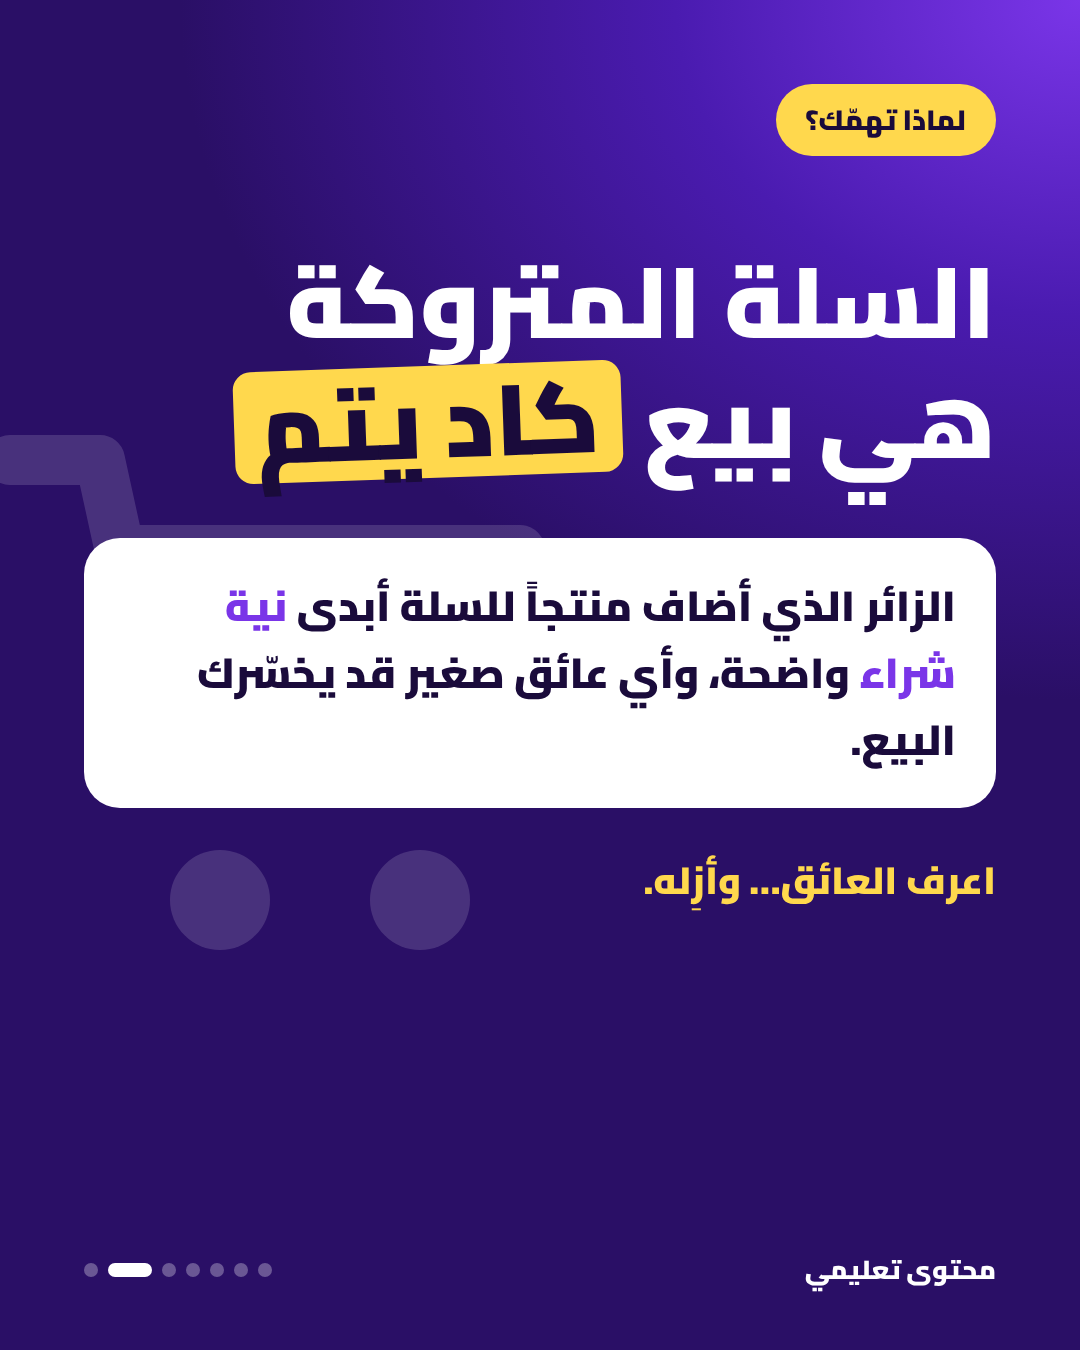 لماذا تهمّك؟
السلة المتروكة
هي بيع كاد يتم
الزائر الذي أضاف منتجاً للسلة أبدى نية
شراء واضحة، وأي عائق صغير قد يخسّرك
البيع.
اعرف العائق... وأزِله.
محتوى تعليمي